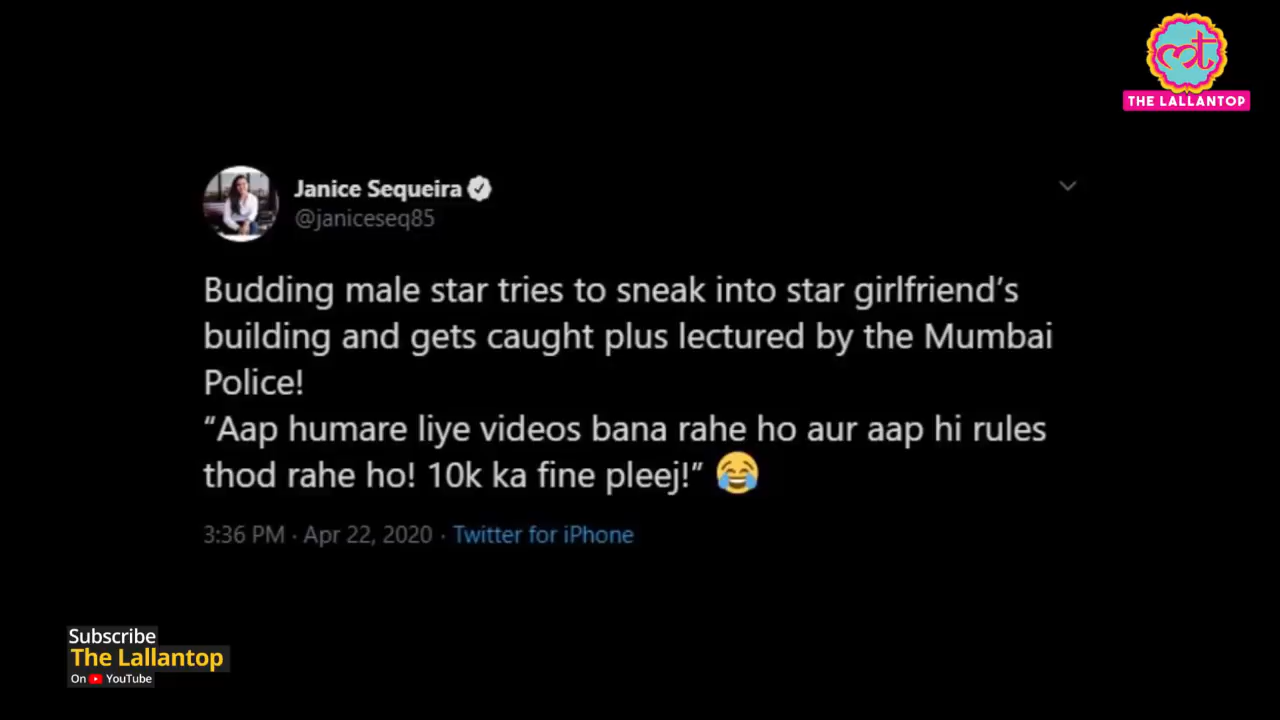 mt
THE LALLANTOP
Janice Sequeira
@janiceseq85
Budding male star tries to sneak into star girlfriend’s
building and gets caught plus lectured by the Mumbai
Police!
“Aap humare liye videos bana rahe ho aur aap hi rules
thod rahe ho! 10k ka fine pleej!” 😂
3:36 PM · Apr 22, 2020 · Twitter for iPhone
Subscribe
The Lallantop
On YouTube